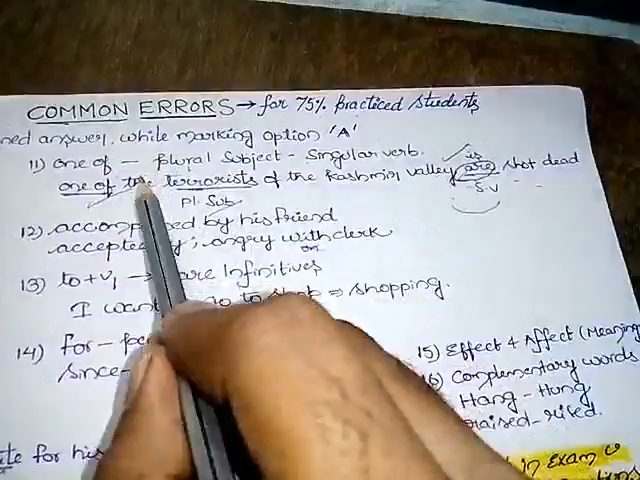 COMMON ERRORS → for 75% practiced students
ned answer, while marking option 'A'
11) one of — Plural Subject - Singular verb.
is
one of the terrorists of the Kashmir valley are shot dead
Pl. Sub
S.V
12) accompanied by his friend
accepted by; angry with clerk
on
13) to + V1 → Infinitives
I want to shop ⇒ shopping.
14) for -
since -
15) Effect & Affect (Meaning
16) Complementary words
Hang - Hung
raised - rised.
te for his
in Exam